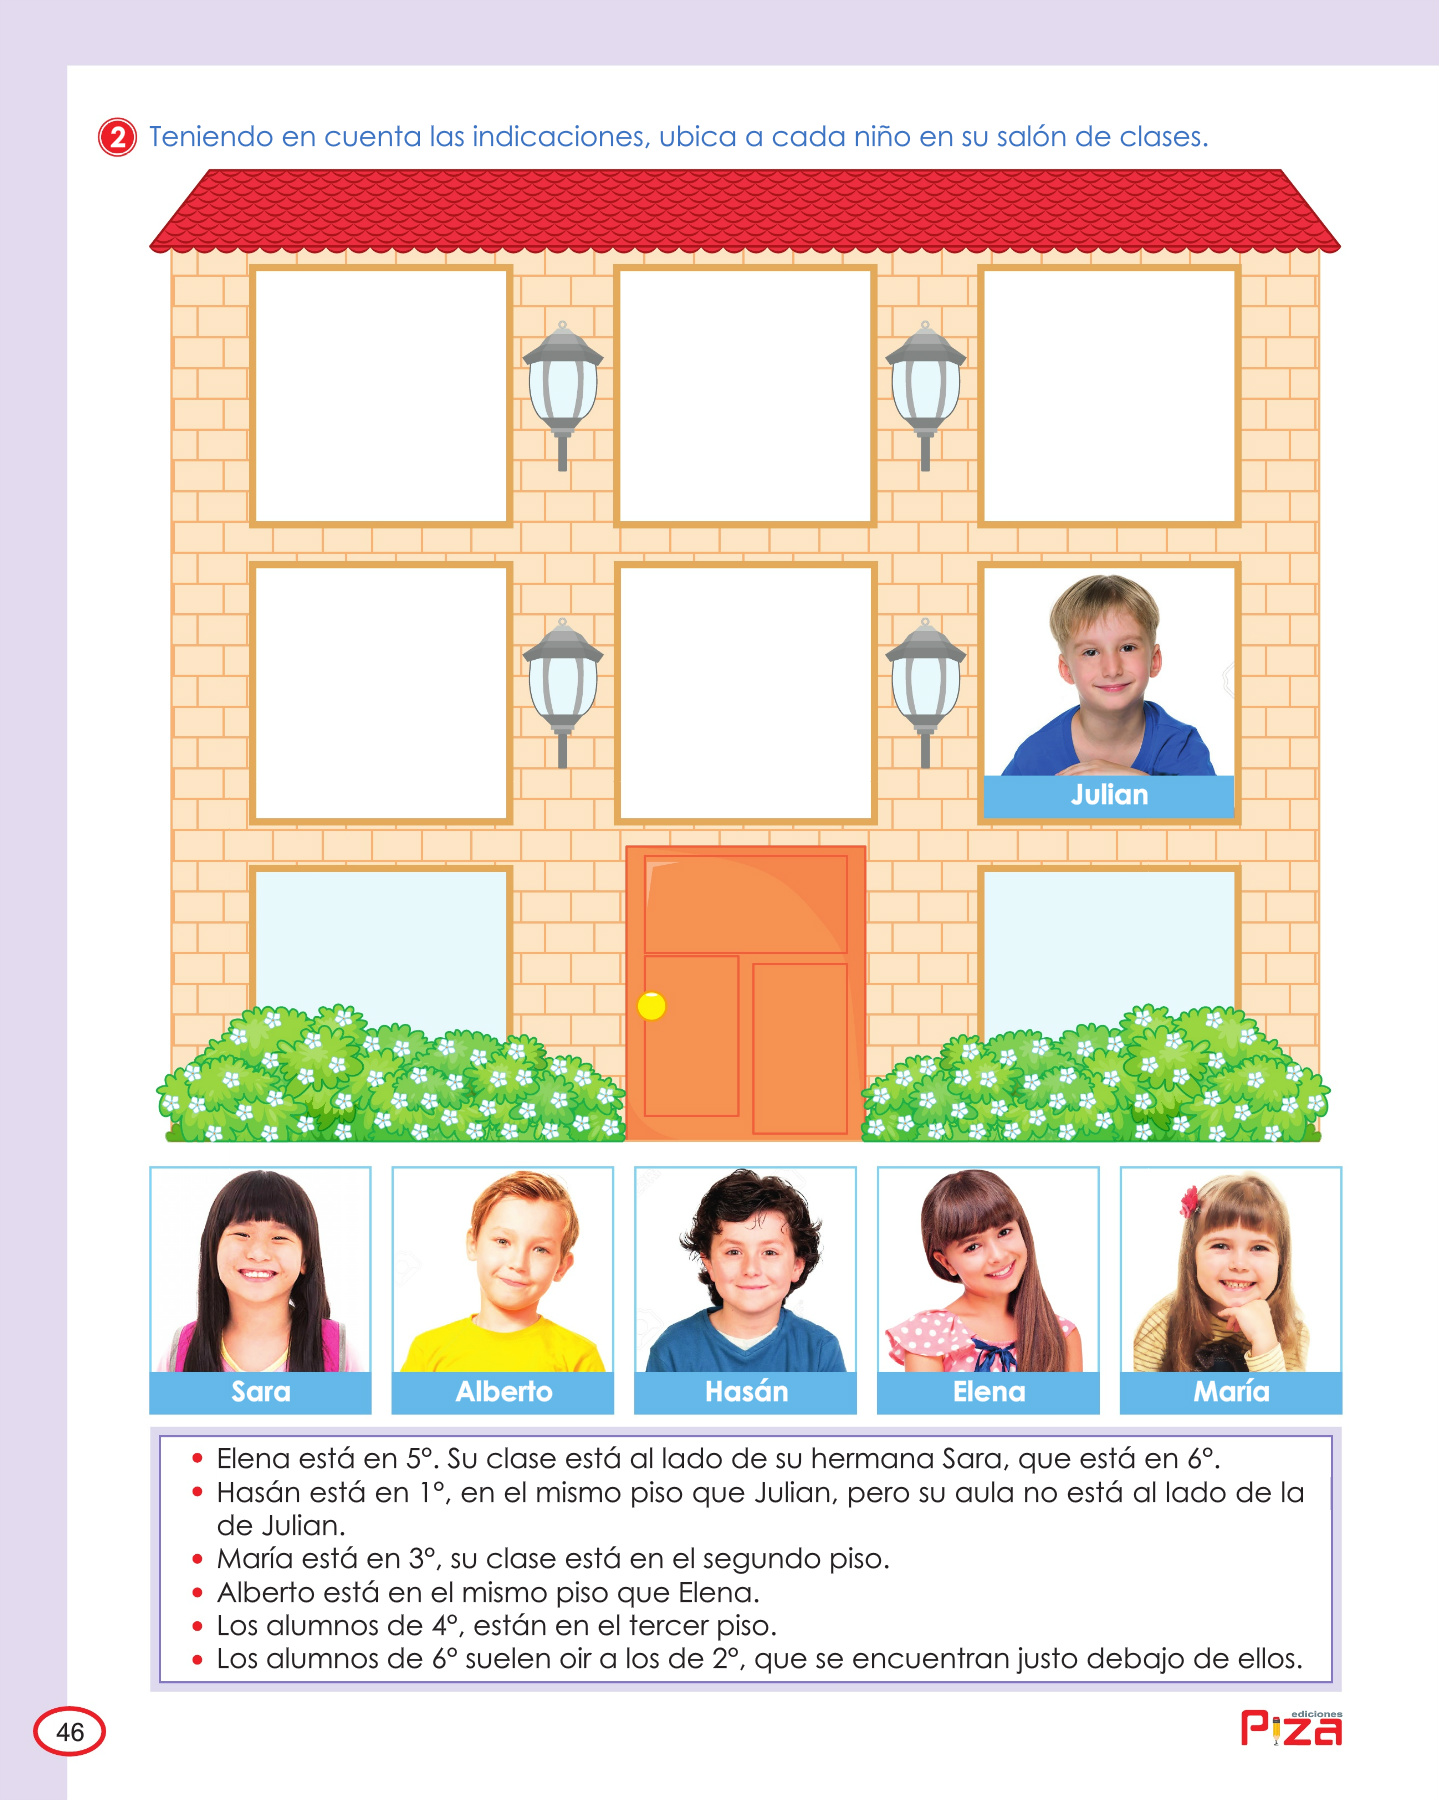 2 Teniendo en cuenta las indicaciones, ubica a cada niño en su salón de clases.
Julian
Sara
Alberto
Hasán
Elena
María
• Elena está en 5°. Su clase está al lado de su hermana Sara, que está en 6°.
• Hasán está en 1°, en el mismo piso que Julian, pero su aula no está al lado de la
de Julian.
• María está en 3°, su clase está en el segundo piso.
• Alberto está en el mismo piso que Elena.
• Los alumnos de 4°, están en el tercer piso.
• Los alumnos de 6° suelen oir a los de 2°, que se encuentran justo debajo de ellos.
46
ediciones
Piza